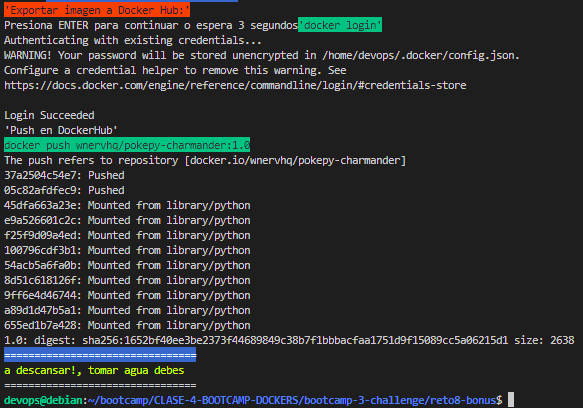 'Exportar imagen a Docker Hub:'
Presiona ENTER para continuar o espera 3 segundos'docker login'
Authenticating with existing credentials...
WARNING! Your password will be stored unencrypted in /home/devops/.docker/config.json.
Configure a credential helper to remove this warning. See
https://docs.docker.com/engine/reference/commandline/login/#credentials-store

Login Succeeded
'Push en DockerHub'
docker push wnervhq/pokepy-charmander:1.0
The push refers to repository [docker.io/wnervhq/pokepy-charmander]
37a2504c54e7: Pushed
05c82afdfec9: Pushed
45dfa663a23e: Mounted from library/python
e9a526601c2c: Mounted from library/python
f25f9d09a4ed: Mounted from library/python
100796cdf3b1: Mounted from library/python
54acb5a6fa0b: Mounted from library/python
8d51c618126f: Mounted from library/python
9ff6e4d46744: Mounted from library/python
a89d1d47b5a1: Mounted from library/python
655ed1b7a428: Mounted from library/python
1.0: digest: sha256:1652bf40ee3be2373f44689849c38b7f1bbbacfaa1751d9f15089cc5a06215d1 size: 2638
================================
a descansar!, tomar agua debes
================================
devops@debian:~/bootcamp/CLASE-4-BOOTCAMP-DOCKERS/bootcamp-3-challenge/reto8-bonus$